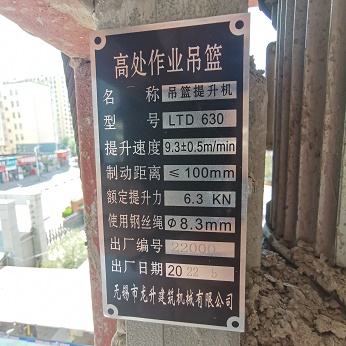 高处作业吊篮
名 称 吊篮提升机
型 号 LTD 630
提升速度 9.3±0.5m/min
制动距离 ≤100mm
额定提升力 6.3 KN
使用钢丝绳 Φ8.3mm
出厂编号 22000
出厂日期 2022 5
无锡市龙升建筑机械有限公司